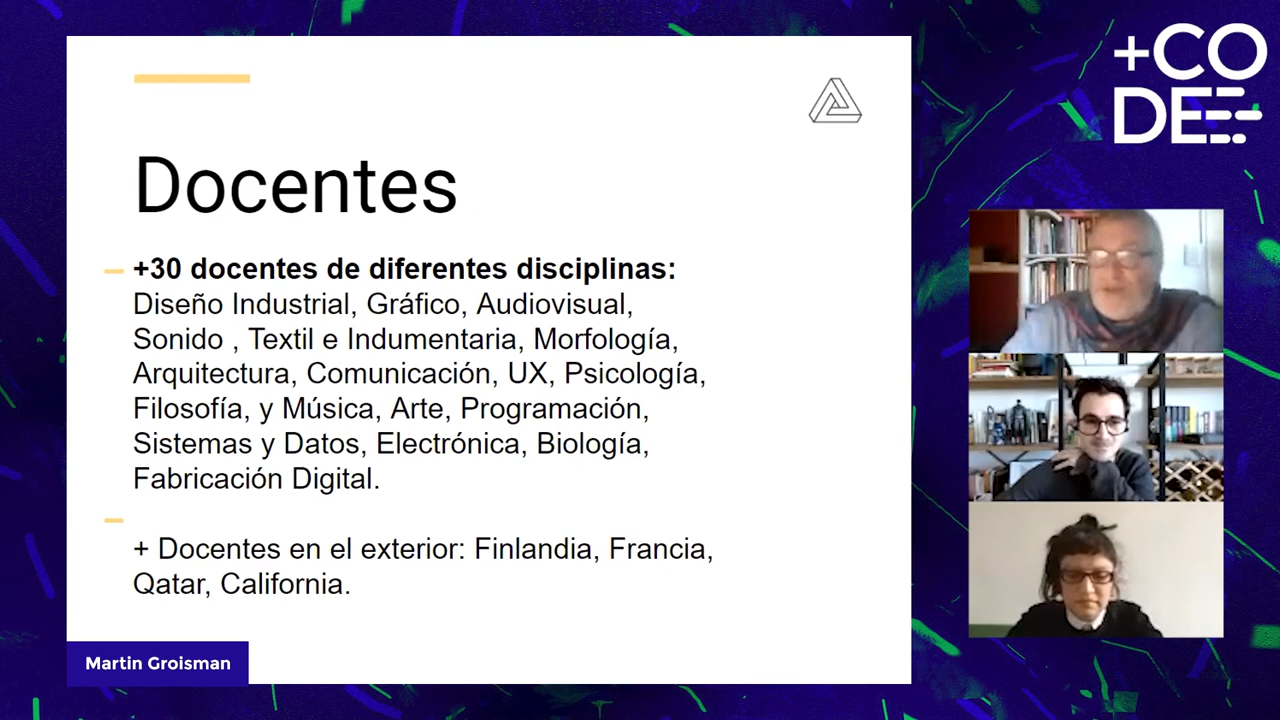 +CO
DE
Docentes
+30 docentes de diferentes disciplinas:
Diseño Industrial, Gráfico, Audiovisual,
Sonido , Textil e Indumentaria, Morfología,
Arquitectura, Comunicación, UX, Psicología,
Filosofía, y Música, Arte, Programación,
Sistemas y Datos, Electrónica, Biología,
Fabricación Digital.
+ Docentes en el exterior: Finlandia, Francia,
Qatar, California.
Martin Groisman